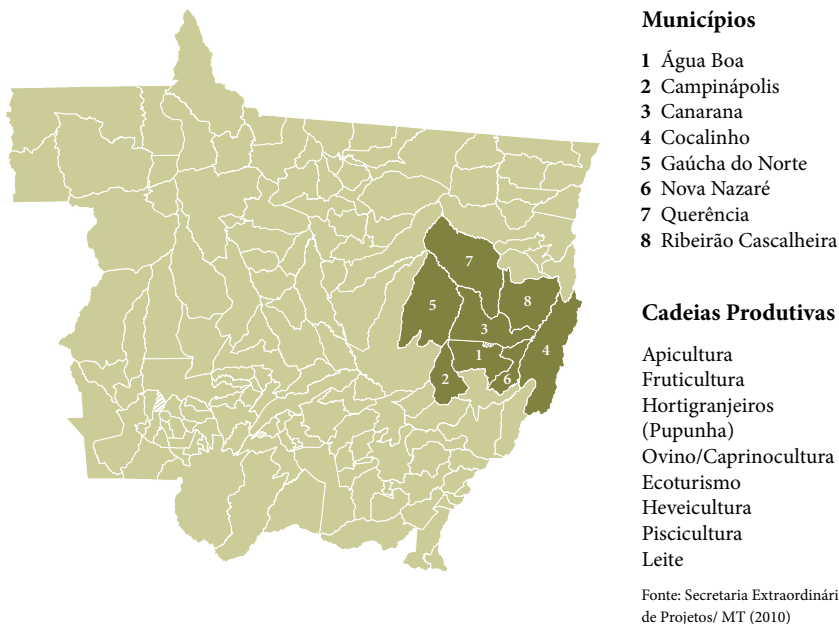 Municípios
1 Água Boa
2 Campinápolis
3 Canarana
4 Cocalinho
5 Gaúcha do Norte
6 Nova Nazaré
7 Querência
8 Ribeirão Cascalheira
Cadeias Produtivas
Apicultura
Fruticultura
Hortigranjeiros
(Pupunha)
Ovino/Caprinocultura
Ecoturismo
Heveicultura
Piscicultura
Leite
Fonte: Secretaria Extraordinári
de Projetos/ MT (2010)
7
5
8
3
1
4
2
6